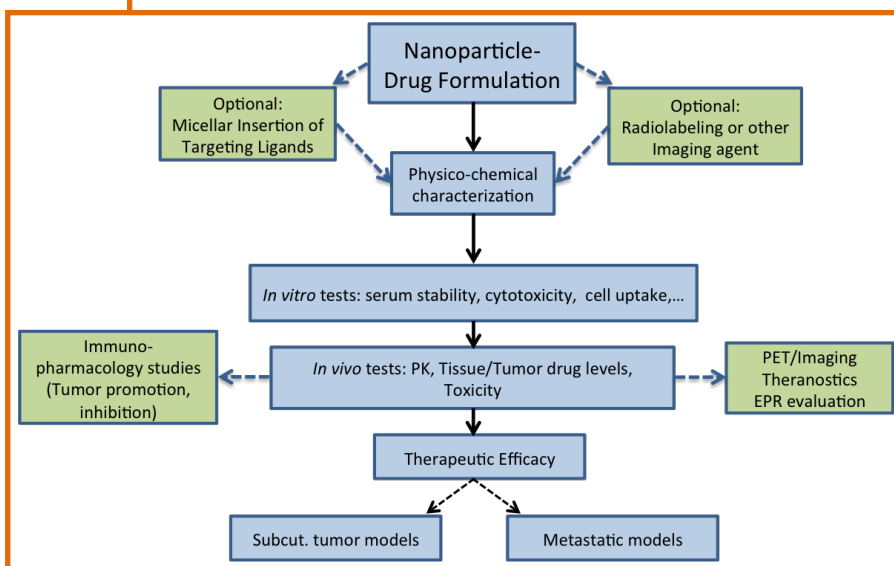 Nanoparticle-
Drug Formulation
Optional:
Micellar Insertion of
Targeting Ligands
Optional:
Radiolabeling or other
Imaging agent
Physico-chemical
characterization
In vitro tests: serum stability, cytotoxicity, cell uptake,...
Immuno-
pharmacology studies
(Tumor promotion,
inhibition)
In vivo tests: PK, Tissue/Tumor drug levels,
Toxicity
PET/Imaging
Theranostics
EPR evaluation
Therapeutic Efficacy
Subcut. tumor models
Metastatic models